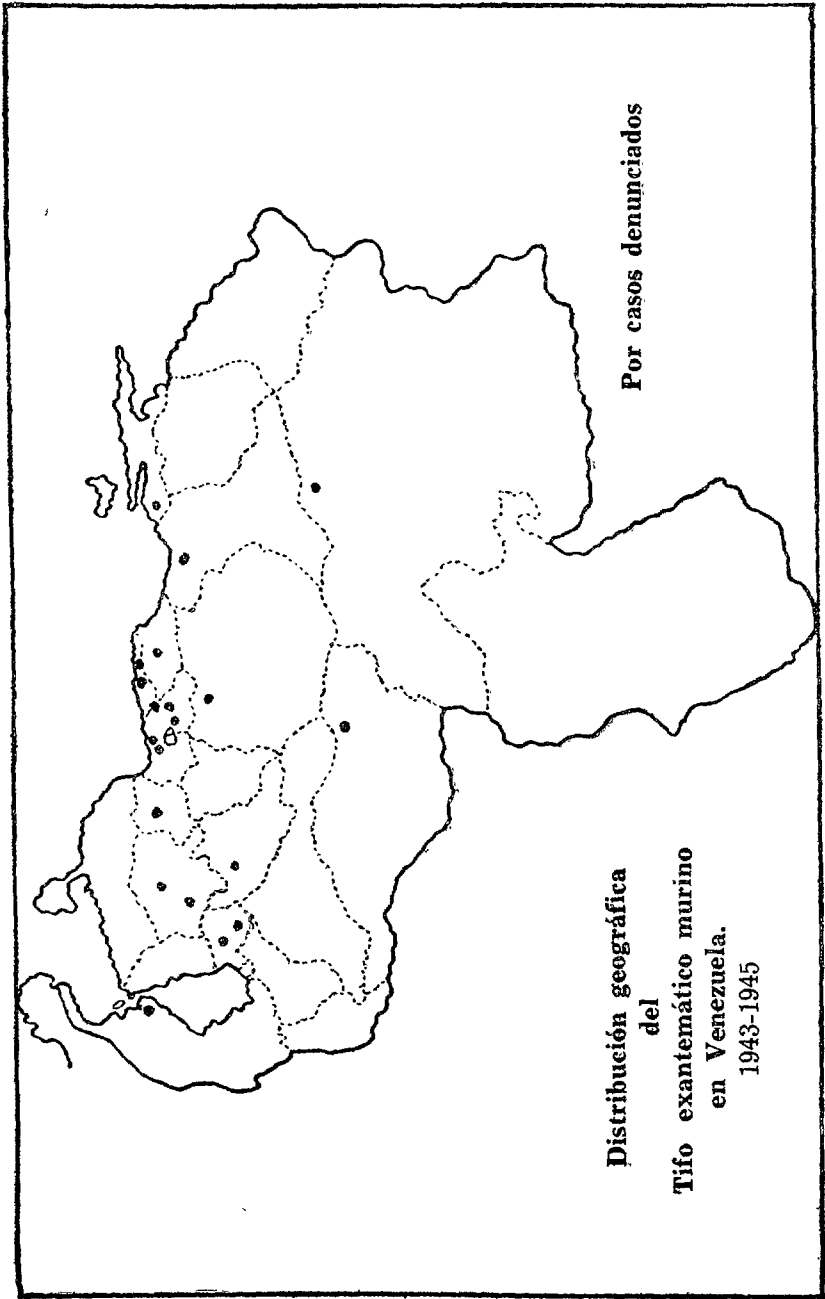 Distribución geográfica
del
Tifo exantemático murino
en Venezuela.
1943-1945
Por casos denunciados